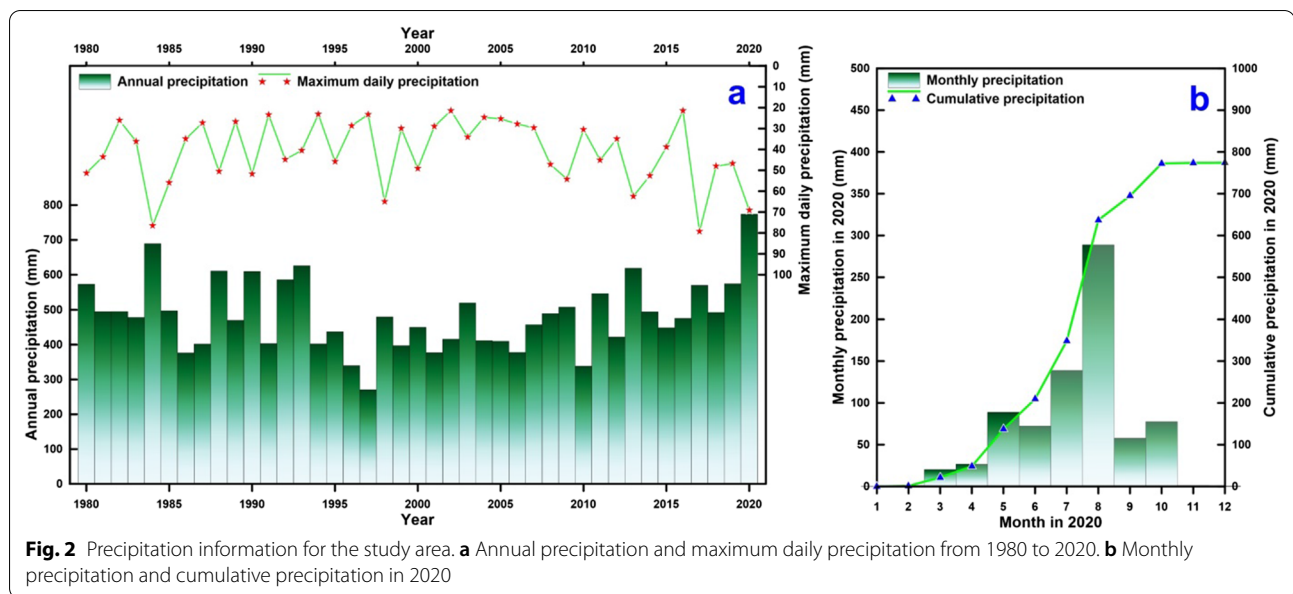 Year
1980 1985 1990 1995 2000 2005 2010 2015 2020
Annual precipitation Maximum daily precipitation
a
Annual precipitation (mm)
800
700
600
500
400
300
200
100
0
Maximum daily precipitation (mm)
0
10
20
30
40
50
60
70
80
90
100
1980 1985 1990 1995 2000 2005 2010 2015 2020
Year
Monthly precipitation
Cumulative precipitation
b
Monthly precipitation in 2020 (mm)
500
450
400
350
300
250
200
150
100
50
0
Cumulative precipitation in 2020 (mm)
1000
900
800
700
600
500
400
300
200
100
0
1 2 3 4 5 6 7 8 9 10 11 12
Month in 2020
Fig. 2 Precipitation information for the study area. a Annual precipitation and maximum daily precipitation from 1980 to 2020. b Monthly
precipitation and cumulative precipitation in 2020